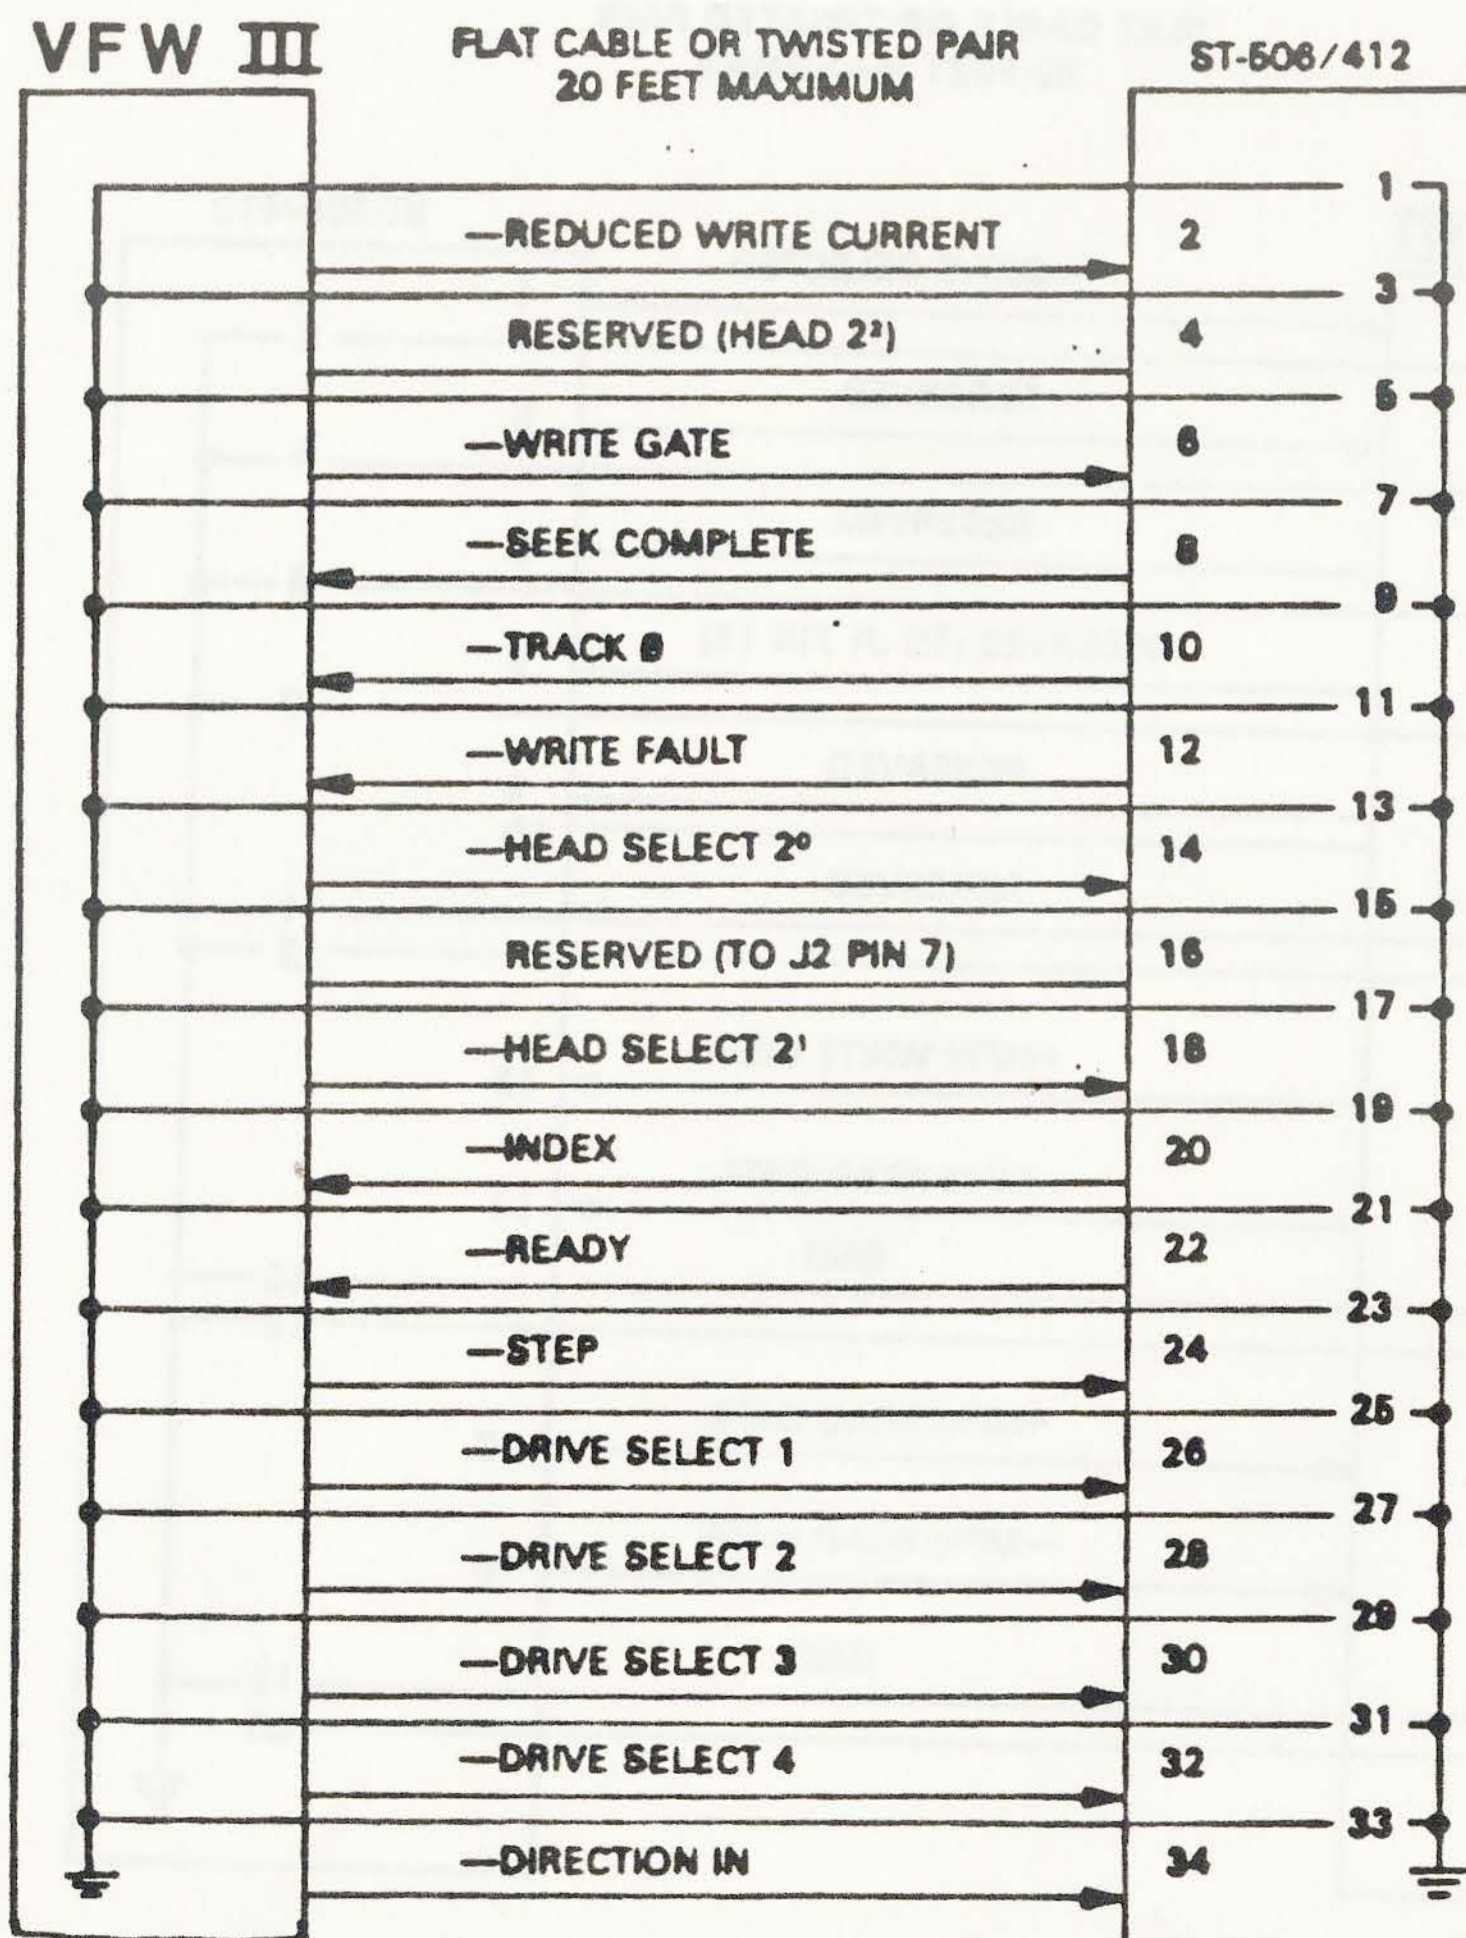 VFW III
FLAT CABLE OR TWISTED PAIR
20 FEET MAXIMUM
ST-506/412
1
—REDUCED WRITE CURRENT 2
3
RESERVED (HEAD 2²) 4
5
—WRITE GATE 6
7
—SEEK COMPLETE 8
9
—TRACK 0 10
11
—WRITE FAULT 12
13
—HEAD SELECT 2⁰ 14
15
RESERVED (TO J2 PIN 7) 16
17
—HEAD SELECT 2¹ 18
19
—INDEX 20
21
—READY 22
23
—STEP 24
25
—DRIVE SELECT 1 26
27
—DRIVE SELECT 2 28
29
—DRIVE SELECT 3 30
31
—DRIVE SELECT 4 32
33
—DIRECTION IN 34